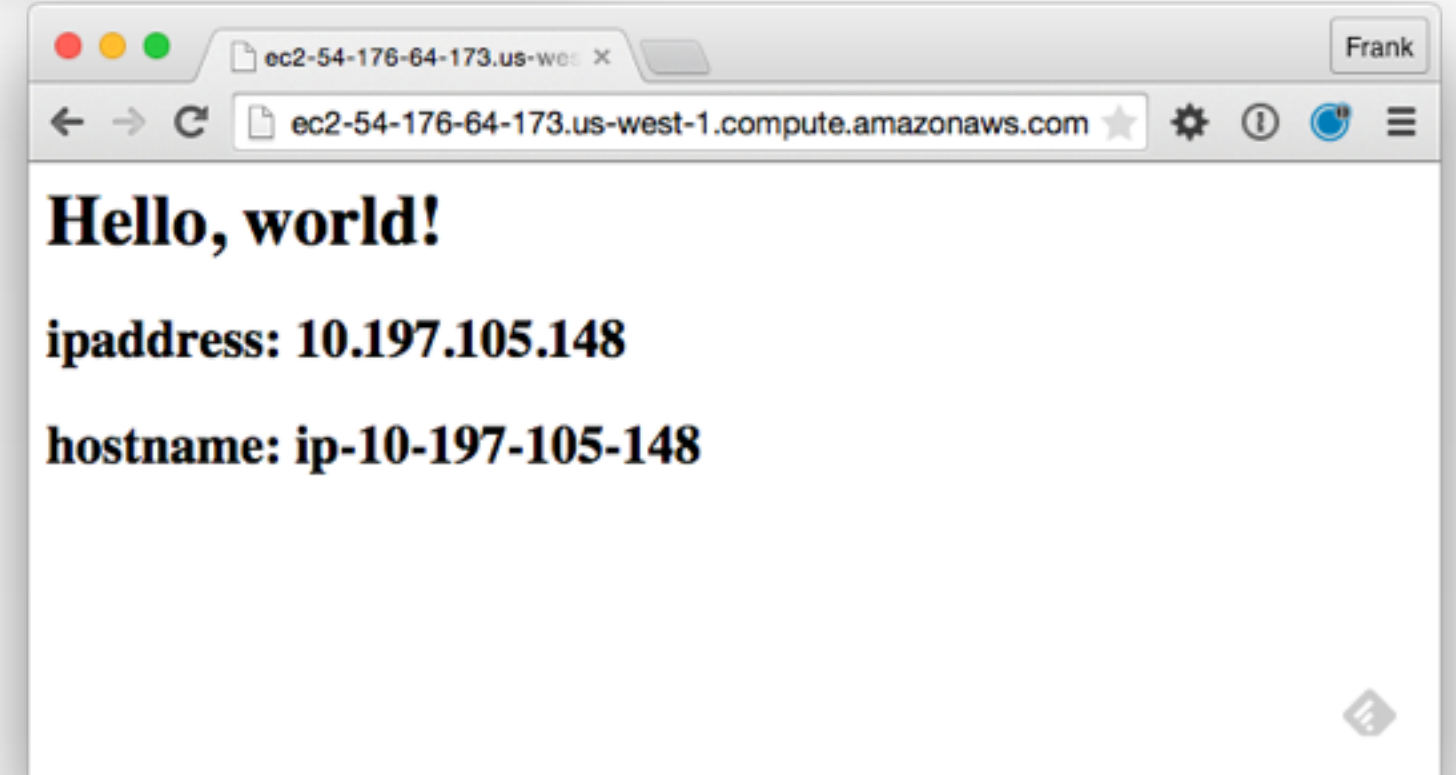 ec2-54-176-64-173.us-wes
Frank
ec2-54-176-64-173.us-west-1.compute.amazonaws.com
Hello, world!
ipaddress: 10.197.105.148
hostname: ip-10-197-105-148